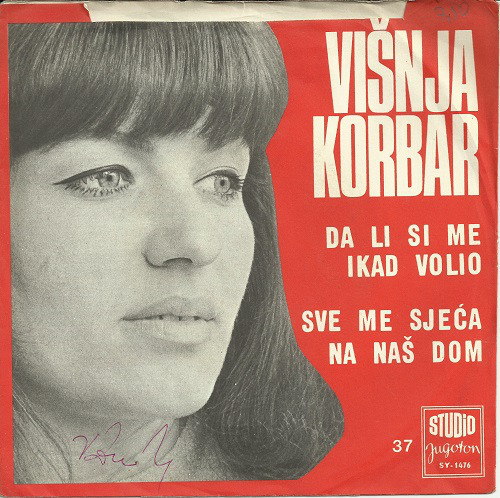 VIŠNJA
KORBAR
DA LI SI ME
IKAD VOLIO
SVE ME SJEĆA
NA NAŠ DOM
37
STUDIO
Jugoton
SY-1476